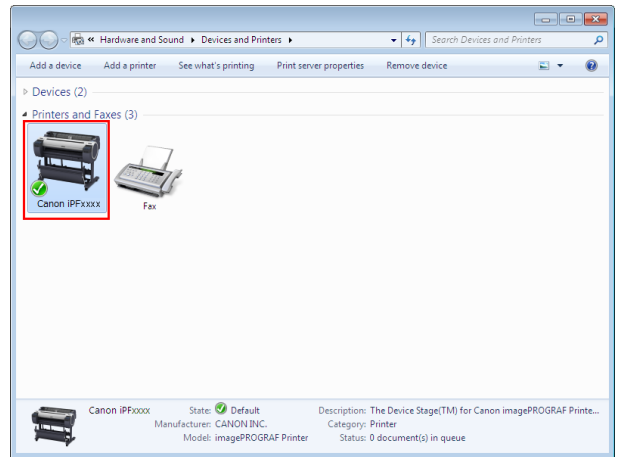 « Hardware and Sound ▸ Devices and Printers ▸ Search Devices and Printers
Add a device Add a printer See what's printing Print server properties Remove device
Devices (2)
Printers and Faxes (3)
Canon iPFxxxx Fax
Canon iPFxxxx State: Default Description: The Device Stage(TM) for Canon imagePROGRAF Printe...
Manufacturer: CANON INC. Category: Printer
Model: imagePROGRAF Printer Status: 0 document(s) in queue